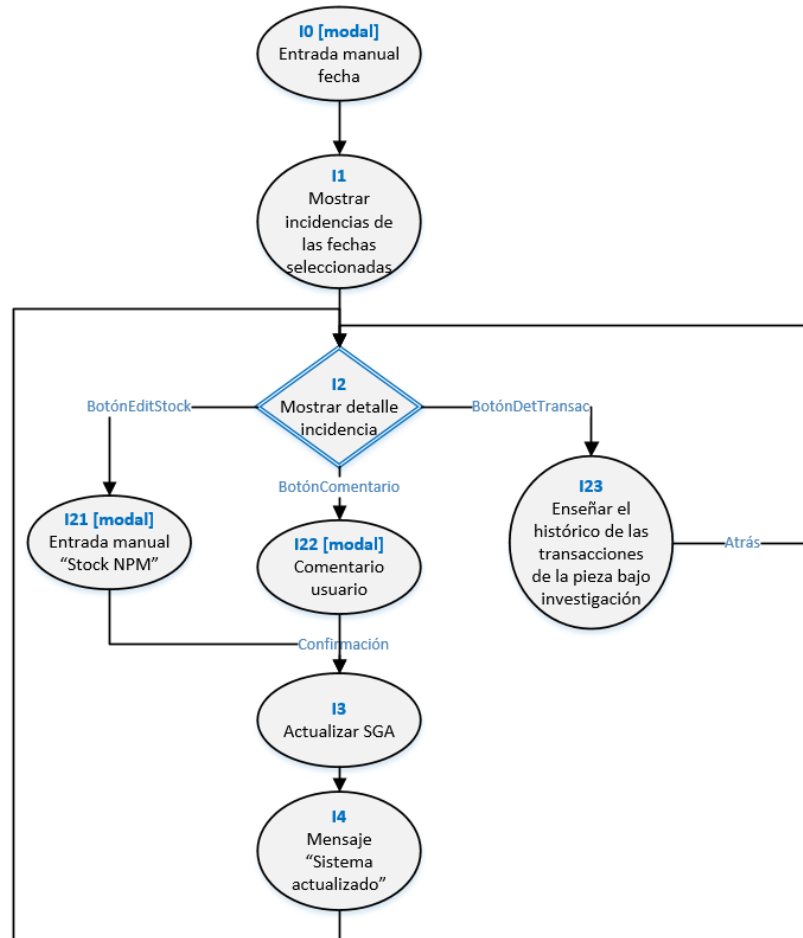 I0 [modal]
Entrada manual
fecha
I1
Mostrar
incidencias de
las fechas
seleccionadas
I2
Mostrar detalle
incidencia
BotónEditStock
BotónDetTransac
BotónComentario
I21 [modal]
Entrada manual
“Stock NPM”
I22 [modal]
Comentario
usuario
I23
Enseñar el
histórico de las
transacciones
de la pieza bajo
investigación
Atrás
Confirmación
I3
Actualizar SGA
I4
Mensaje
“Sistema
actualizado”